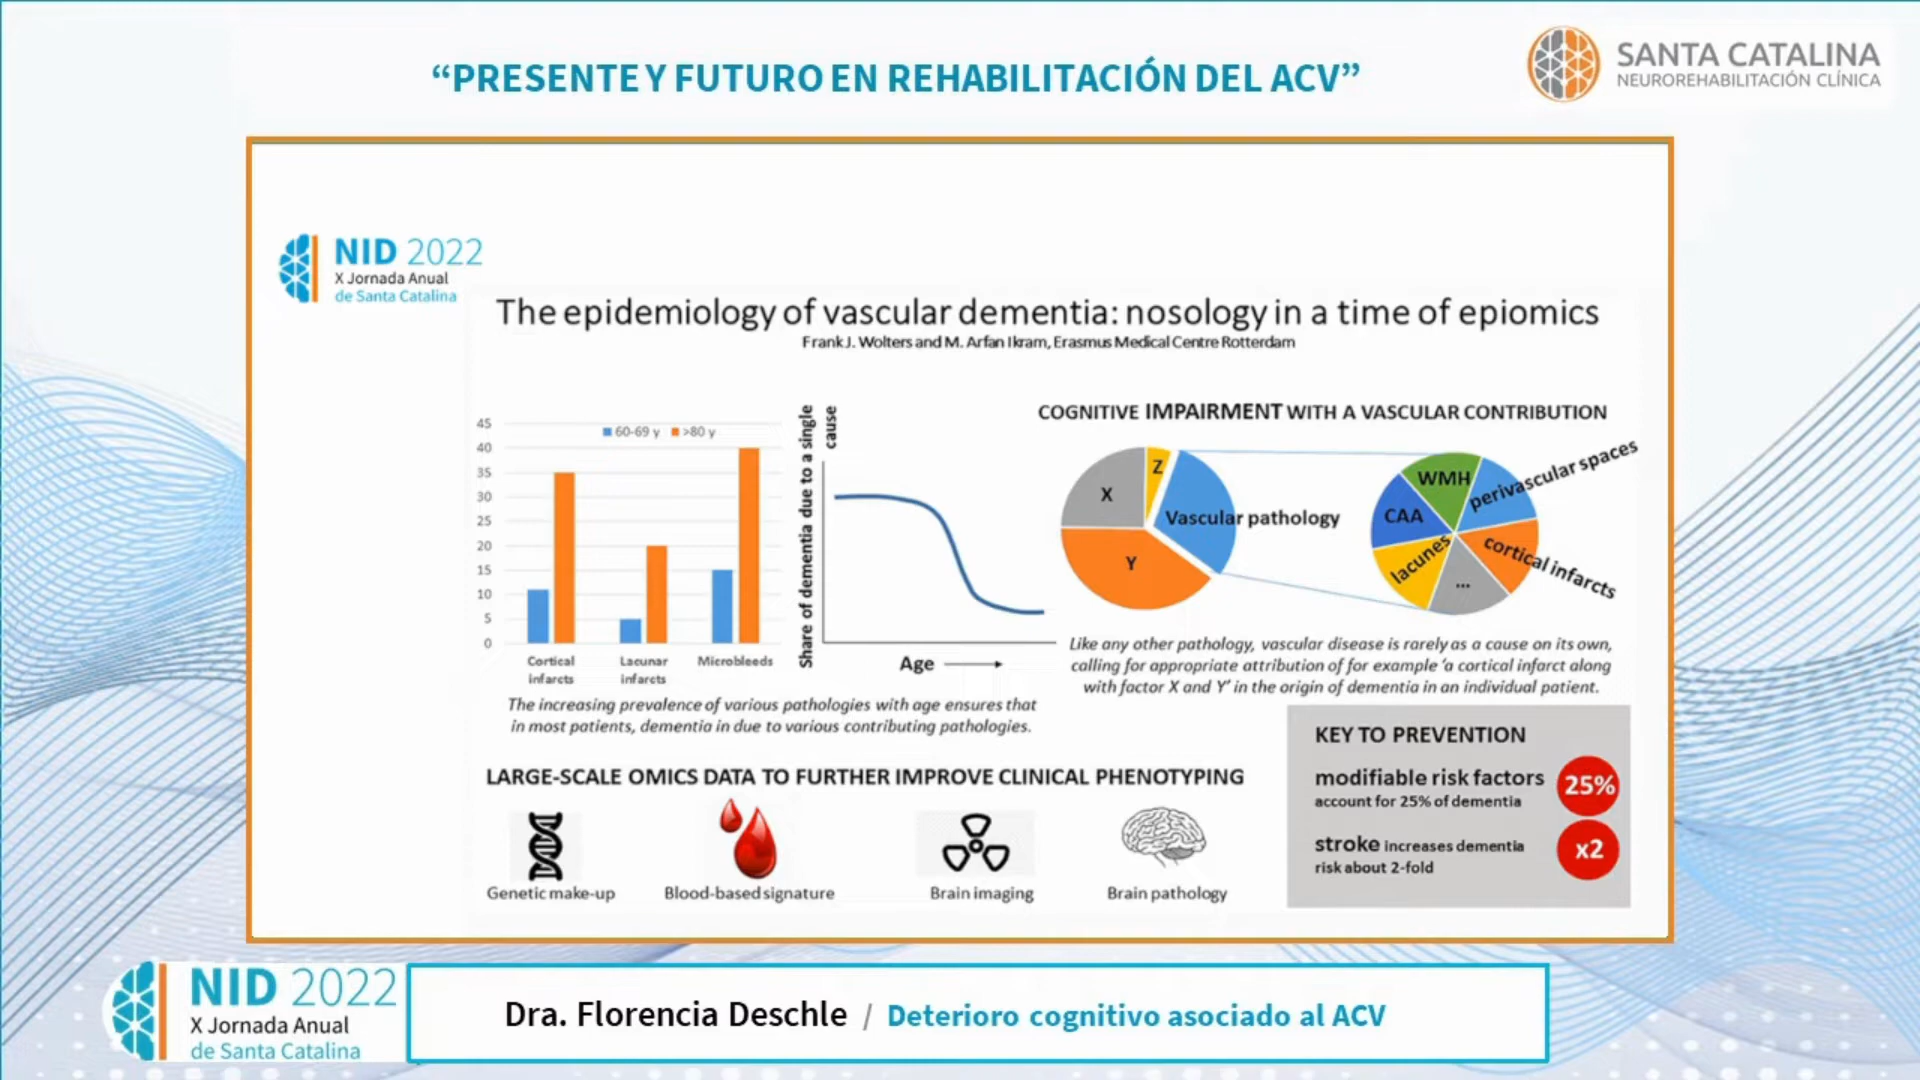 “PRESENTE Y FUTURO EN REHABILITACIÓN DEL ACV”
SANTA CATALINA
NEUROREHABILITACIÓN CLÍNICA
NID 2022
X Jornada Anual
de Santa Catalina
The epidemiology of vascular dementia: nosology in a time of epiomics
Frank J. Wolters and M. Arfan Ikram, Erasmus Medical Centre Rotterdam
45
40
35
30
25
20
15
10
5
0
60-69 y >80 y
Cortical
infarcts
Lacunar
infarcts
Microbleeds
Share of dementia due to a single
cause
Age
The increasing prevalence of various pathologies with age ensures that
in most patients, dementia in due to various contributing pathologies.
COGNITIVE IMPAIRMENT WITH A VASCULAR CONTRIBUTION
X
Z
Y
Vascular pathology
WMH
perivascular spaces
CAA
lacunes
cortical infarcts
...
Like any other pathology, vascular disease is rarely as a cause on its own,
calling for appropriate attribution of for example ‘a cortical infarct along
with factor X and Y’ in the origin of dementia in an individual patient.
LARGE-SCALE OMICS DATA TO FURTHER IMPROVE CLINICAL PHENOTYPING
Genetic make-up
Blood-based signature
Brain imaging
Brain pathology
KEY TO PREVENTION
modifiable risk factors
account for 25% of dementia
25%
stroke increases dementia
risk about 2-fold
x2
NID 2022
X Jornada Anual
de Santa Catalina
Dra. Florencia Deschle / Deterioro cognitivo asociado al ACV